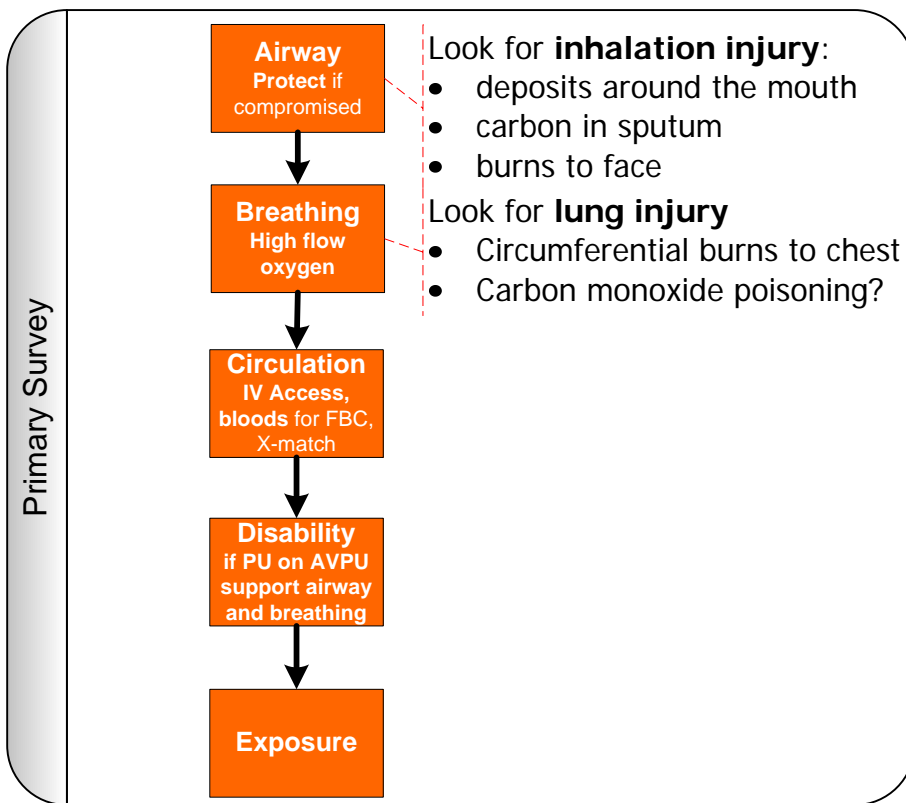 Primary Survey
Airway
Protect if
compromised
Look for inhalation injury:
• deposits around the mouth
• carbon in sputum
• burns to face
Breathing
High flow
oxygen
Look for lung injury
• Circumferential burns to chest
• Carbon monoxide poisoning?
Circulation
IV Access,
bloods for FBC,
X-match
Disability
if PU on AVPU
support airway
and breathing
Exposure